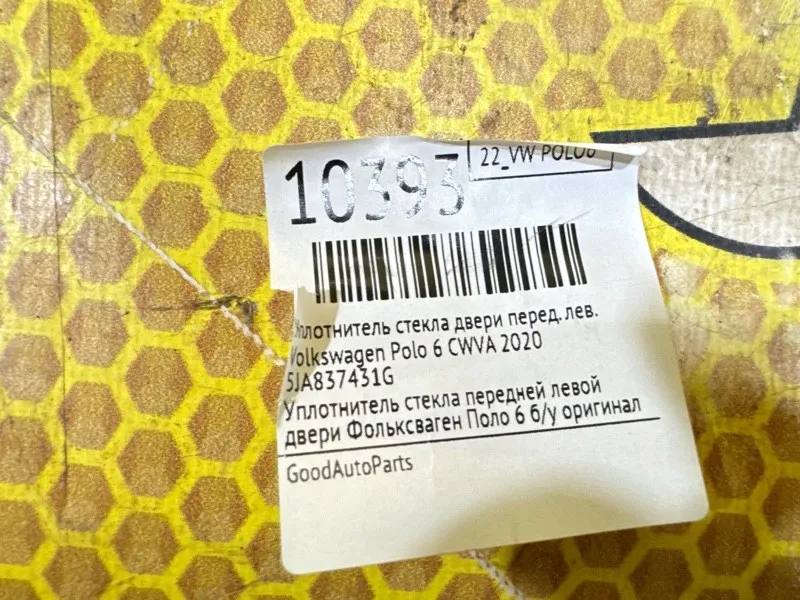 10393
22_VW POLO6
Уплотнитель стекла двери перед. лев.
Volkswagen Polo 6 CWVA 2020
5JA837431G
Уплотнитель стекла передней левой
двери Фольксваген Поло 6 б/у оригинал
GoodAutoParts